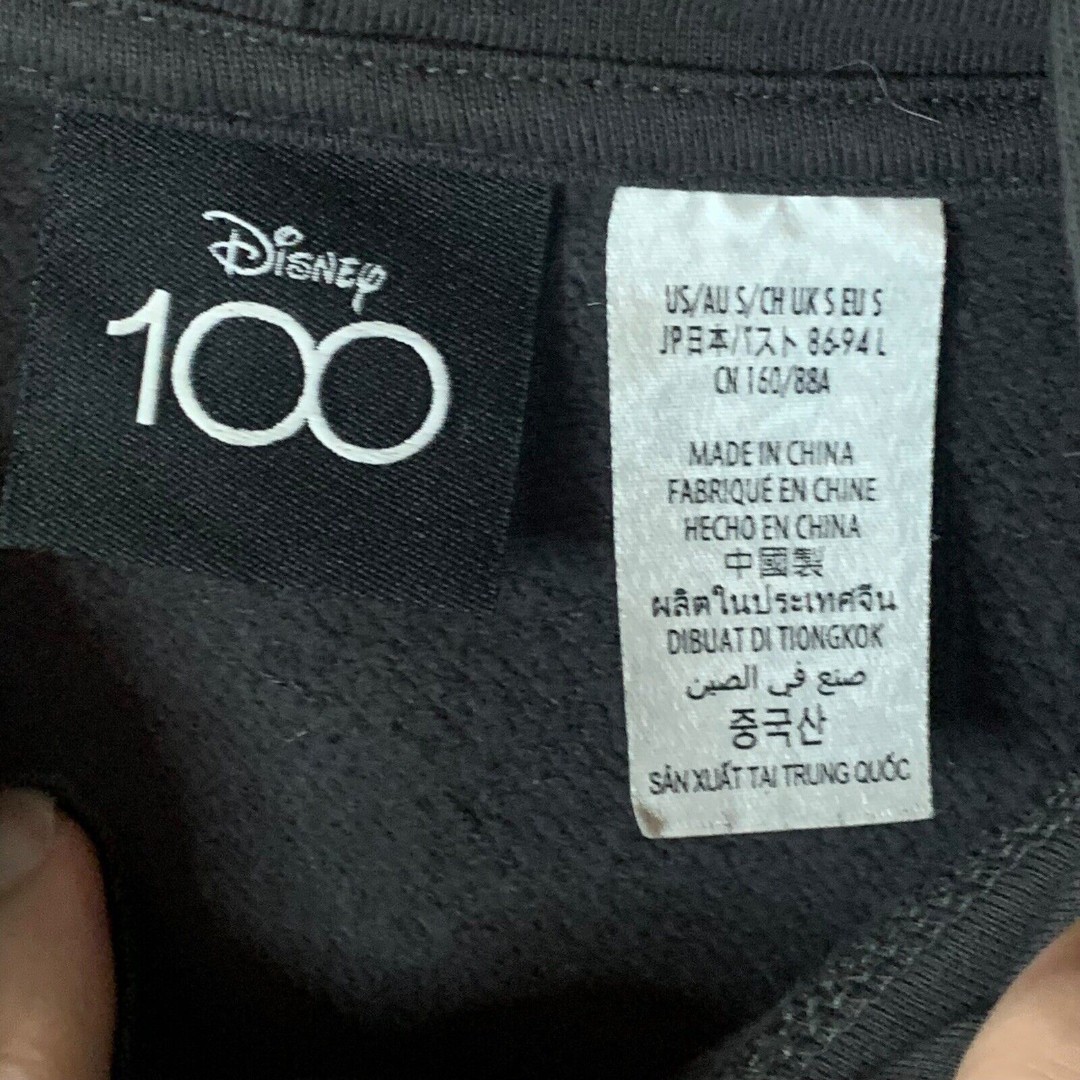 Disney
100
US/AU S/CH UK S EU S
JP日本/バスト 86-94 L
CN 160/88A
MADE IN CHINA
FABRIQUÉ EN CHINE
HECHO EN CHINA
中國製
ผลิตในประเทศจีน
DIBUAT DI TIONGKOK
صنع في الصين
중국산
SẢN XUẤT TẠI TRUNG QUỐC